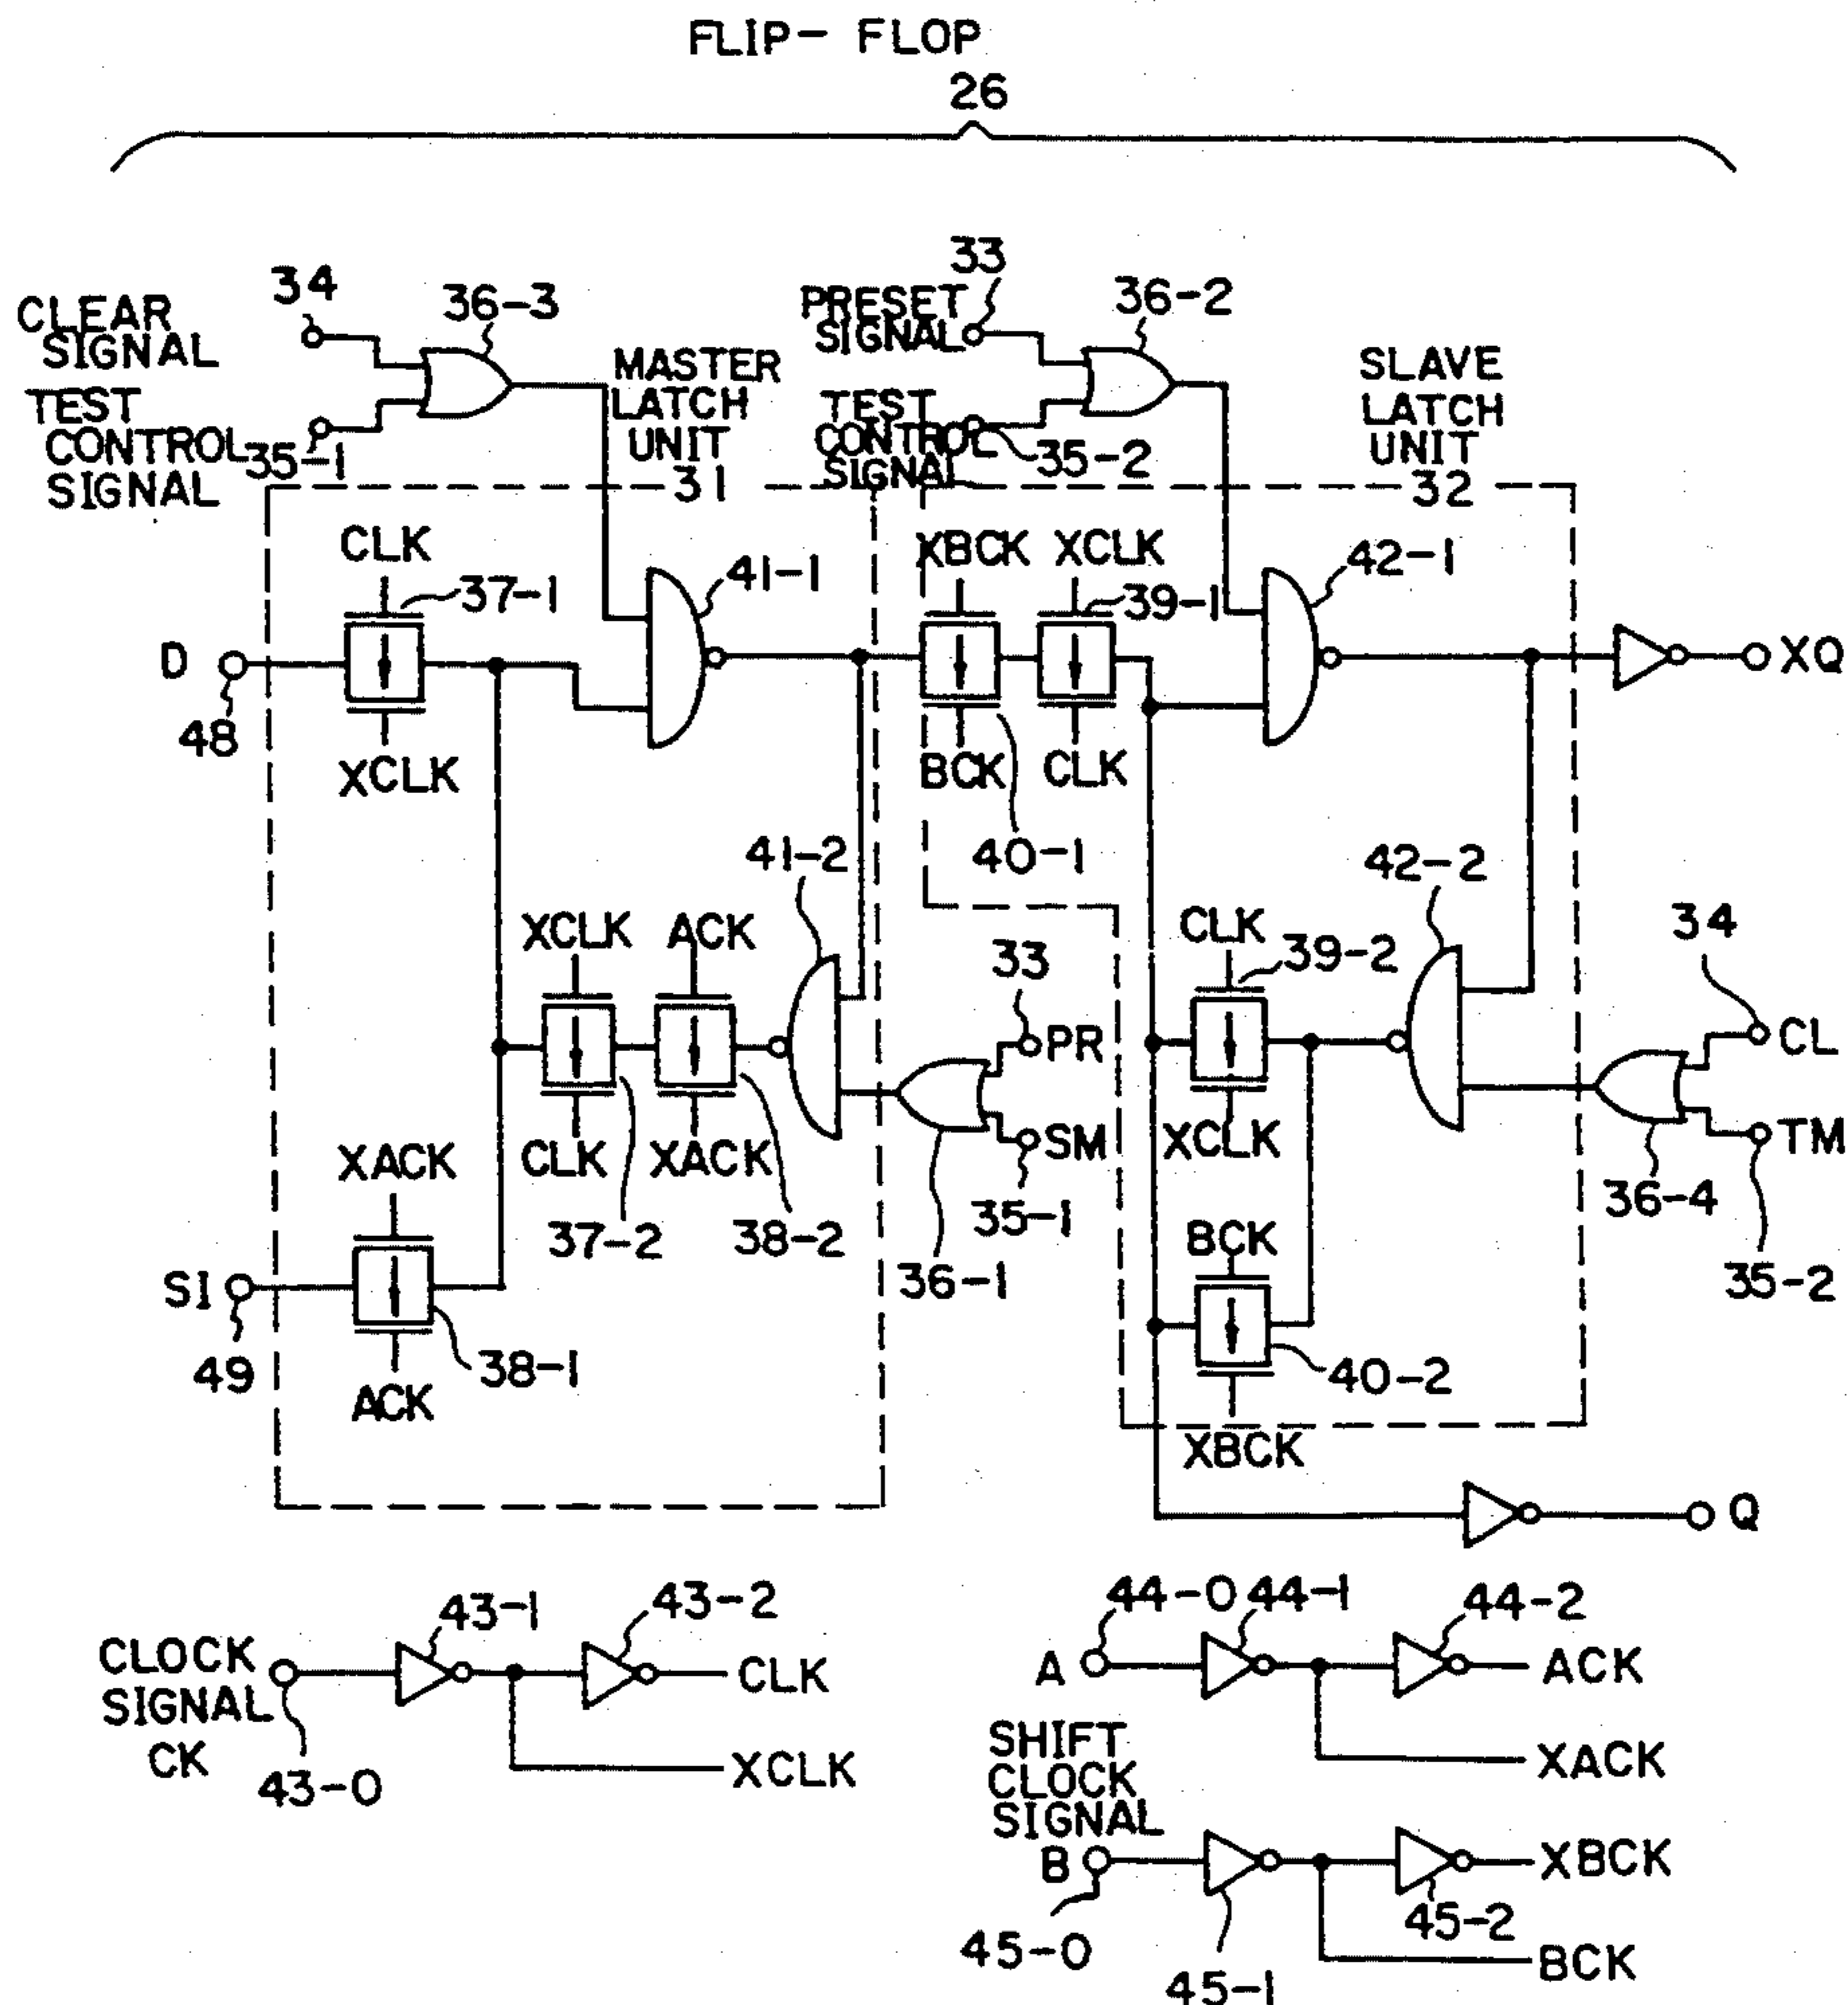 FLIP- FLOP
26
34
CLEAR
SIGNAL
36-3
TEST
CONTROL
SIGNAL
35-1
MASTER
LATCH
UNIT
31
33
PRESET
SIGNAL
36-2
TEST
CONTROL
SIGNAL
35-2
SLAVE
LATCH
UNIT
32
CLK
37-1
41-1
XBCK
XCLK
39-1
42-1
D
48
XCLK
BCK
CLK
40-1
XQ
41-2
42-2
XCLK
ACK
33
PR
CLK
39-2
34
CL
XACK
CLK
XACK
SM
35-1
XCLK
TM
36-4
35-2
37-2
38-2
36-1
BCK
SI
49
38-1
ACK
40-2
XBCK
Q
CLOCK
SIGNAL
CK
43-0
43-1
43-2
CLK
XCLK
44-0
44-1
44-2
A
ACK
XACK
SHIFT
CLOCK
SIGNAL
B
45-0
45-1
45-2
XBCK
BCK